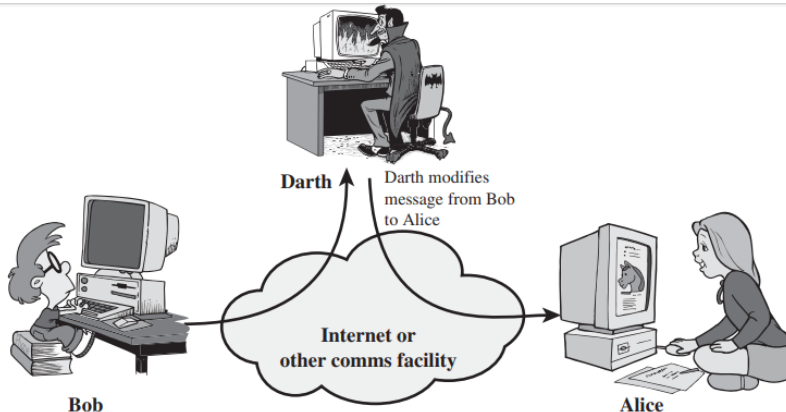 Darth
Darth modifies
message from Bob
to Alice
Internet or
other comms facility
Bob
Alice